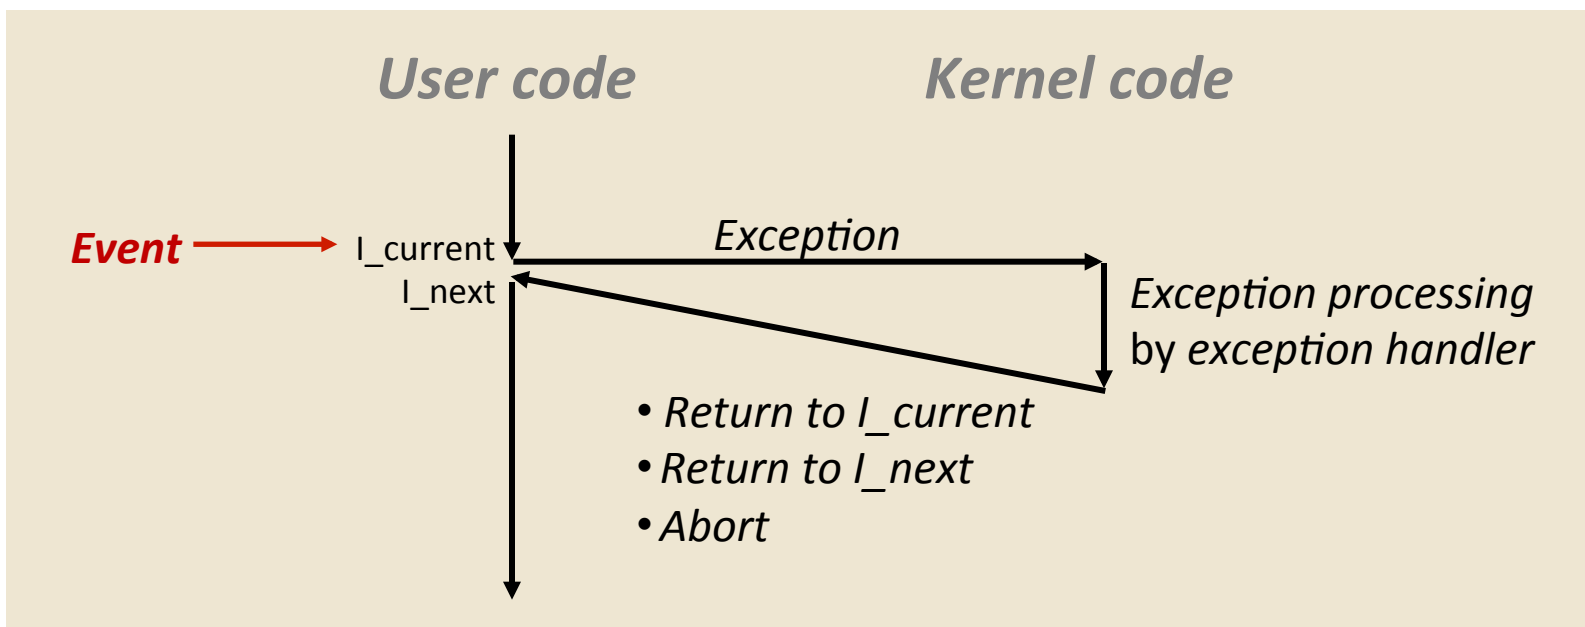 User code
Kernel code
Event
I_current
Exception
I_next
Exception processing
by exception handler
• Return to I_current
• Return to I_next
• Abort